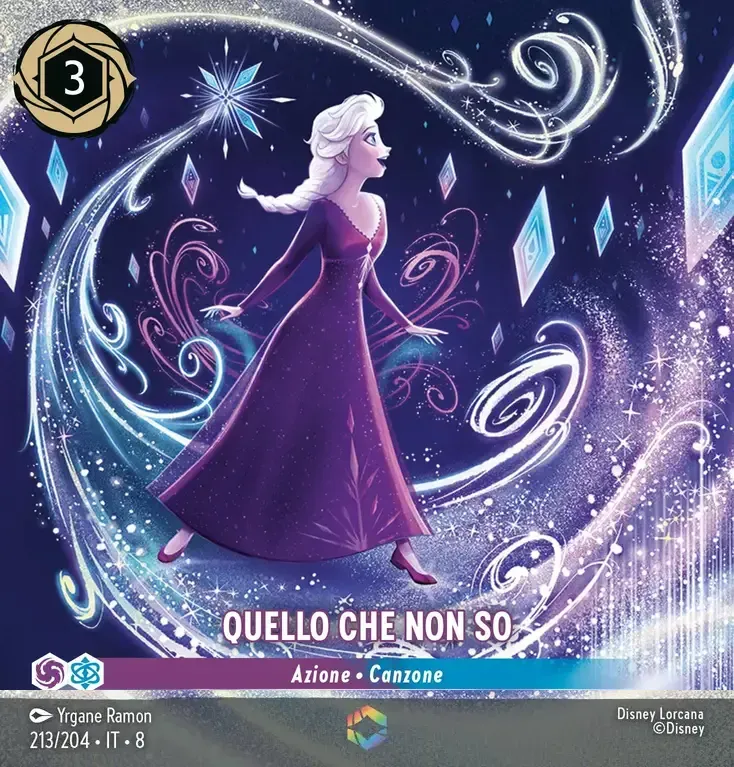 3
QUELLO CHE NON SO
Azione • Canzone
Yrgane Ramon
Disney Lorcana
©Disney
213/204 • IT • 8